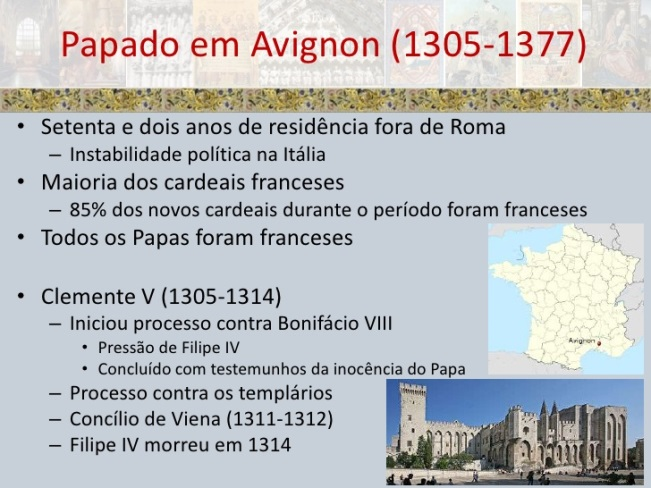 Papado em Avignon (1305-1377)
• Setenta e dois anos de residência fora de Roma
– Instabilidade política na Itália
• Maioria dos cardeais franceses
– 85% dos novos cardeais durante o período foram franceses
• Todos os Papas foram franceses
• Clemente V (1305-1314)
– Iniciou processo contra Bonifácio VIII
• Pressão de Filipe IV
• Concluído com testemunhos da inocência do Papa
– Processo contra os templários
– Concílio de Viena (1311-1312)
– Filipe IV morreu em 1314
Avignon